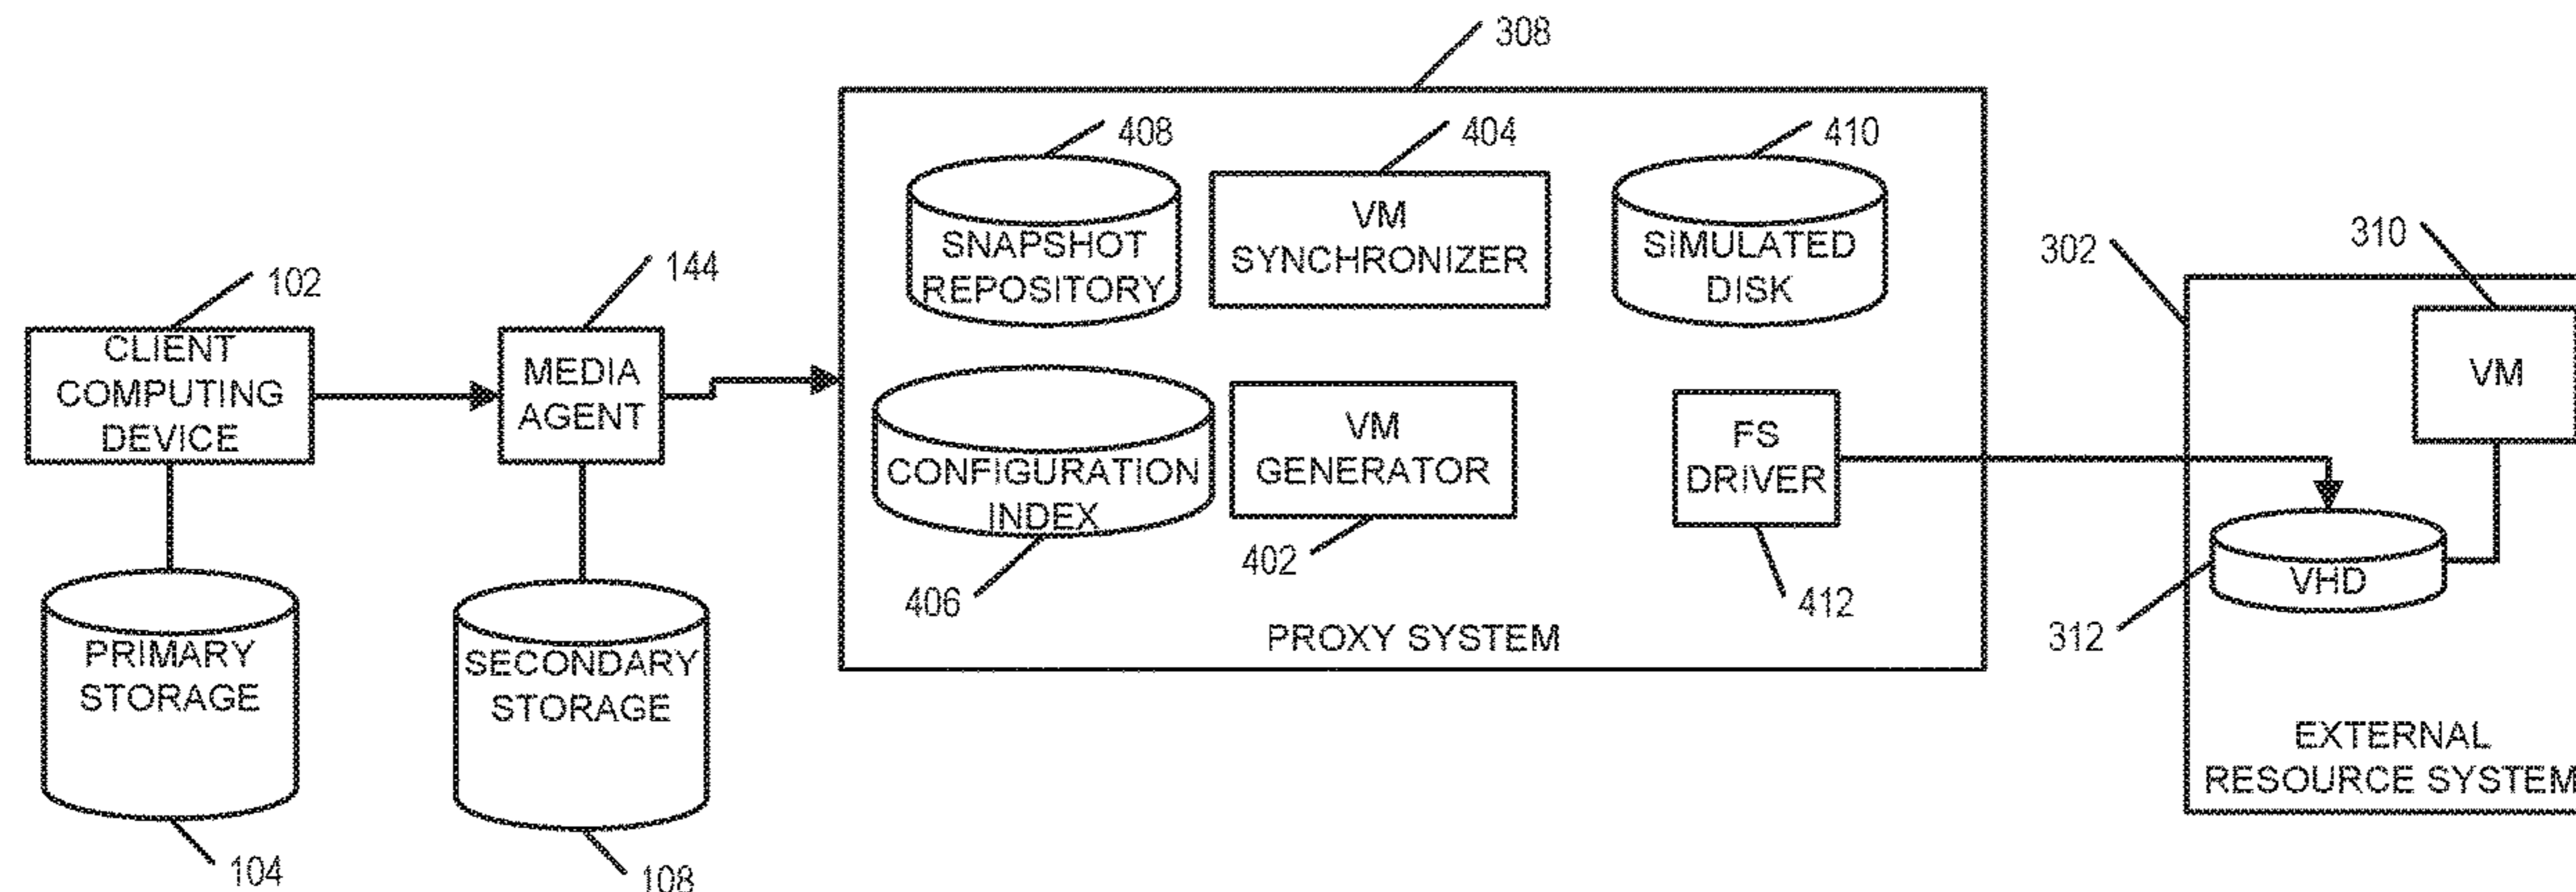 308
408
404
410
SNAPSHOT
REPOSITORY
VM
SYNCHRONIZER
SIMULATED
DISK
102
144
302
310
CLIENT
COMPUTING
DEVICE
MEDIA
AGENT
CONFIGURATION
INDEX
VM
GENERATOR
FS
DRIVER
VM
VHD
406
402
412
312
PROXY SYSTEM
PRIMARY
STORAGE
SECONDARY
STORAGE
EXTERNAL
RESOURCE SYSTEM
104
108